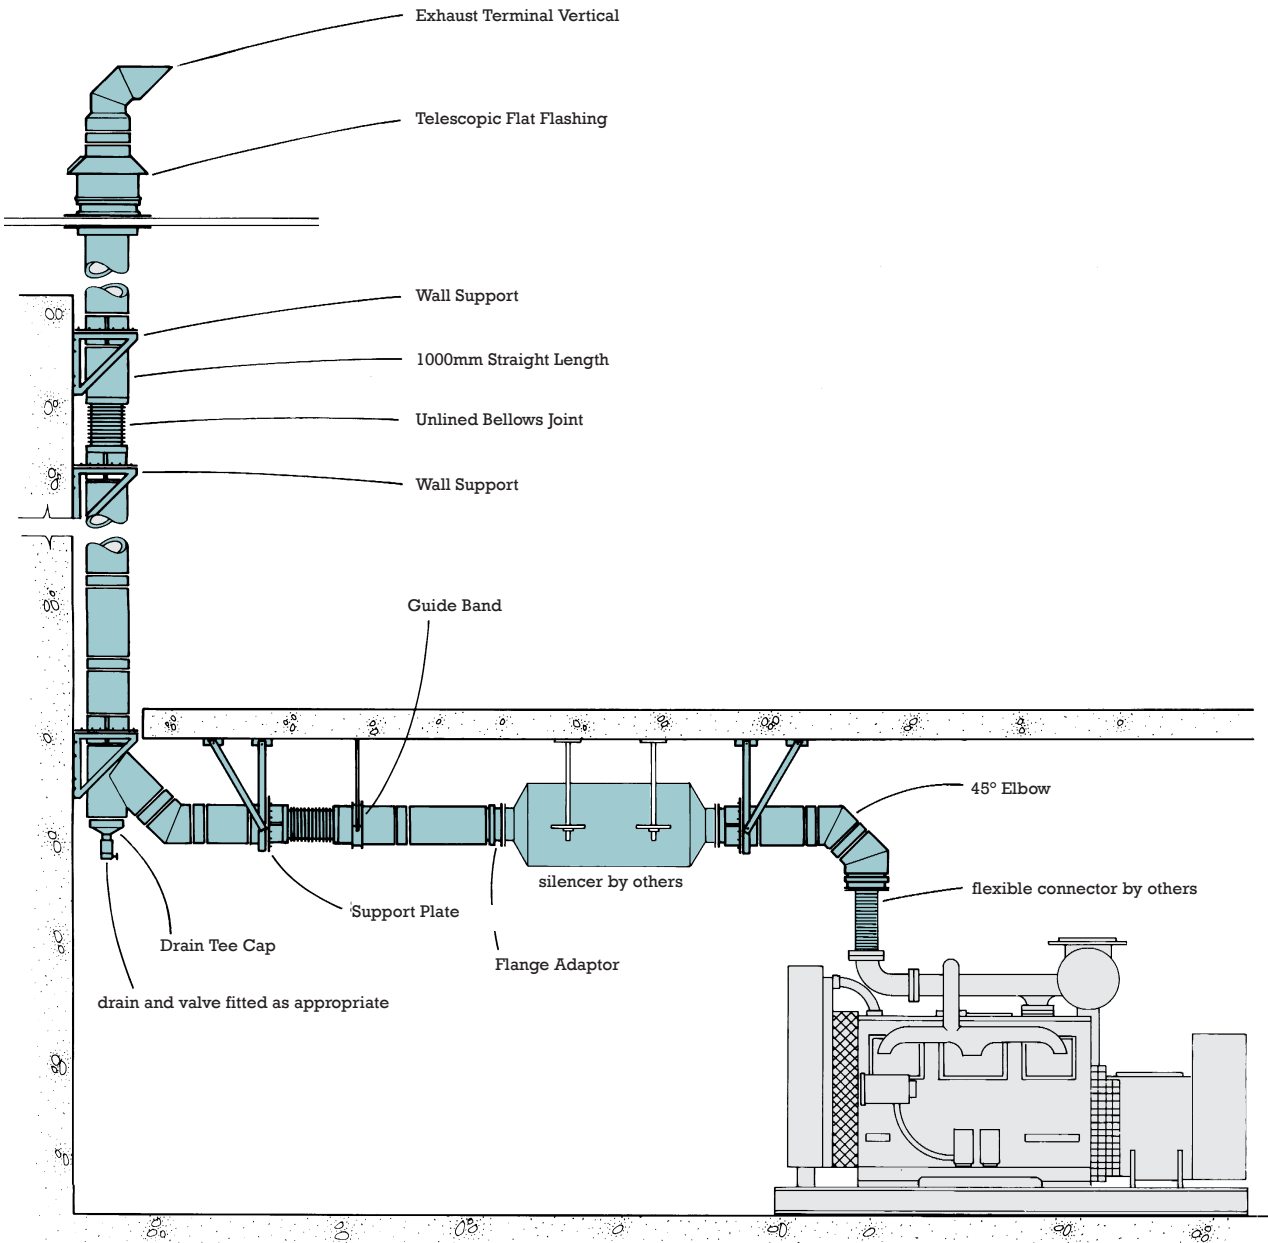 Exhaust Terminal Vertical
Telescopic Flat Flashing
Wall Support
1000mm Straight Length
Unlined Bellows Joint
Wall Support
Guide Band
45° Elbow
silencer by others
flexible connector by others
Support Plate
Drain Tee Cap
Flange Adaptor
drain and valve fitted as appropriate